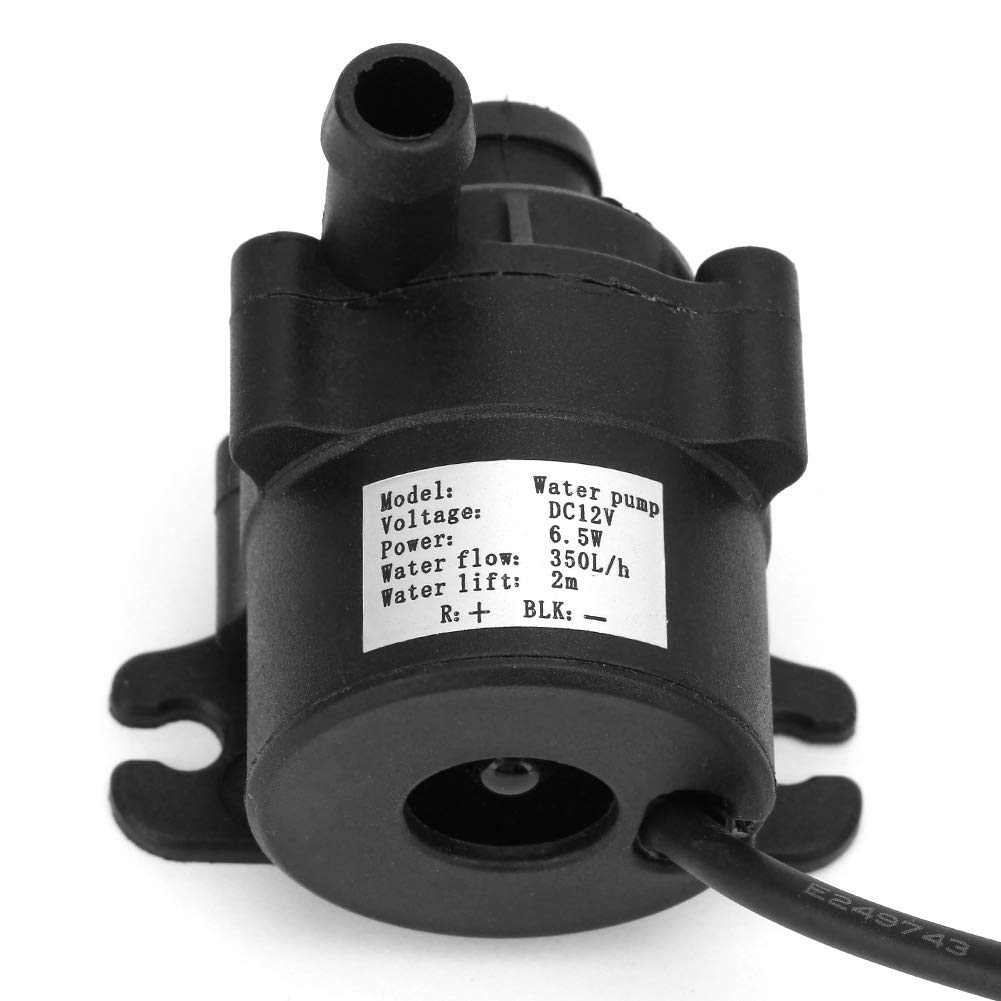 Model: Water pump
Voltage: DC12V
Power: 6.5W
Water flow: 350L/h
Water lift: 2m
R: + BLK: —
E249743